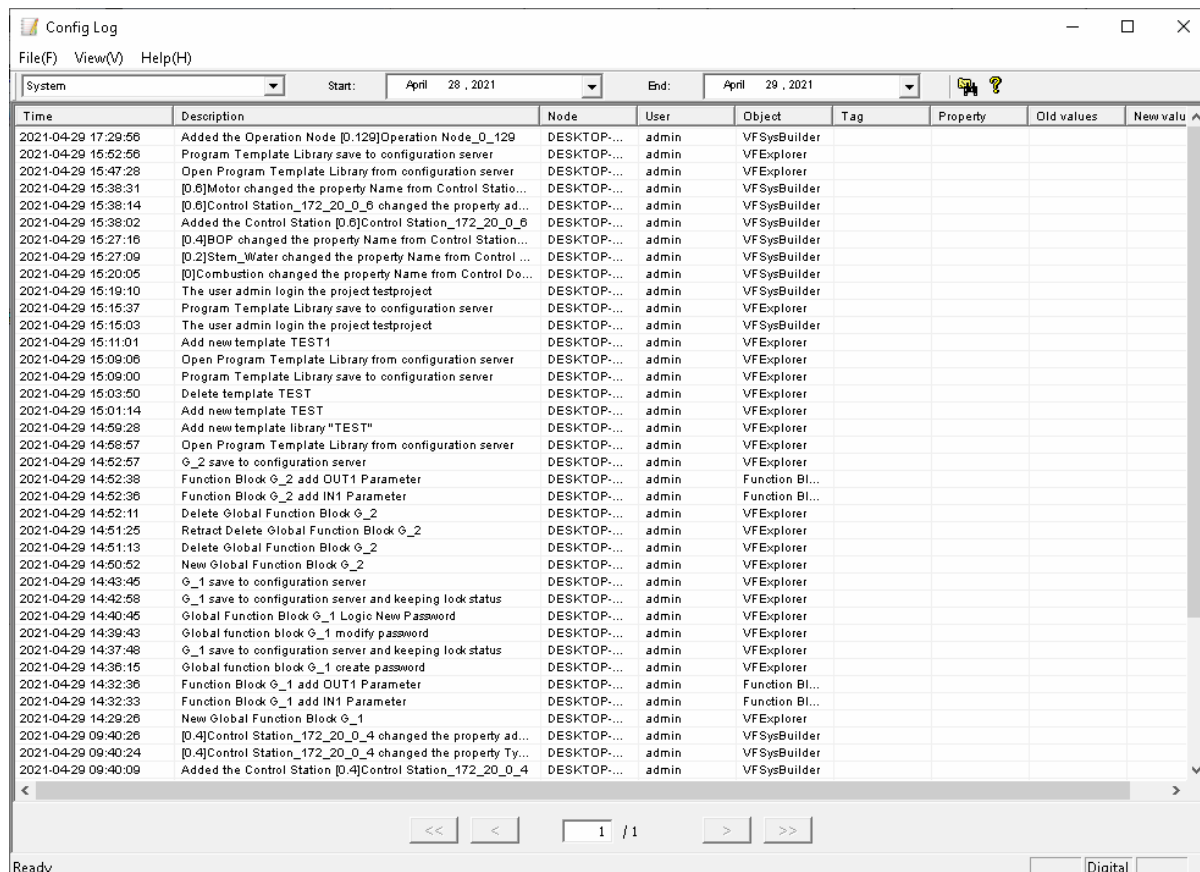 Config Log
File(F) View(V) Help(H)
System Start: April 28 , 2021 End: April 29 , 2021
Time Description Node User Object Tag Property Old values New valu
2021-04-29 17:29:56 Added the Operation Node [0.129]Operation Node_0_129 DESKTOP-... admin VFSysBuilder
2021-04-29 15:52:56 Program Template Library save to configuration server DESKTOP-... admin VFExplorer
2021-04-29 15:47:28 Open Program Template Library from configuration server DESKTOP-... admin VFExplorer
2021-04-29 15:38:31 [0.6]Motor changed the property Name from Control Statio... DESKTOP-... admin VFSysBuilder
2021-04-29 15:38:14 [0.6]Control Station_172_20_0_6 changed the property ad... DESKTOP-... admin VFSysBuilder
2021-04-29 15:38:02 Added the Control Station [0.6]Control Station_172_20_0_6 DESKTOP-... admin VFSysBuilder
2021-04-29 15:27:16 [0.4]BOP changed the property Name from Control Station... DESKTOP-... admin VFSysBuilder
2021-04-29 15:27:09 [0.2]Stem_Water changed the property Name from Control ... DESKTOP-... admin VFSysBuilder
2021-04-29 15:20:05 [0]Combustion changed the property Name from Control Do... DESKTOP-... admin VFSysBuilder
2021-04-29 15:19:10 The user admin login the project testproject DESKTOP-... admin VFSysBuilder
2021-04-29 15:15:37 Program Template Library save to configuration server DESKTOP-... admin VFExplorer
2021-04-29 15:15:03 The user admin login the project testproject DESKTOP-... admin VFSysBuilder
2021-04-29 15:11:01 Add new template TEST1 DESKTOP-... admin VFExplorer
2021-04-29 15:09:06 Open Program Template Library from configuration server DESKTOP-... admin VFExplorer
2021-04-29 15:09:00 Program Template Library save to configuration server DESKTOP-... admin VFExplorer
2021-04-29 15:03:50 Delete template TEST DESKTOP-... admin VFExplorer
2021-04-29 15:01:14 Add new template TEST DESKTOP-... admin VFExplorer
2021-04-29 14:59:28 Add new template library "TEST" DESKTOP-... admin VFExplorer
2021-04-29 14:58:57 Open Program Template Library from configuration server DESKTOP-... admin VFExplorer
2021-04-29 14:52:57 G_2 save to configuration server DESKTOP-... admin VFExplorer
2021-04-29 14:52:38 Function Block G_2 add OUT1 Parameter DESKTOP-... admin Function Bl...
2021-04-29 14:52:36 Function Block G_2 add IN1 Parameter DESKTOP-... admin Function Bl...
2021-04-29 14:52:11 Delete Global Function Block G_2 DESKTOP-... admin VFExplorer
2021-04-29 14:51:25 Retract Delete Global Function Block G_2 DESKTOP-... admin VFExplorer
2021-04-29 14:51:13 Delete Global Function Block G_2 DESKTOP-... admin VFExplorer
2021-04-29 14:50:52 New Global Function Block G_2 DESKTOP-... admin VFExplorer
2021-04-29 14:43:45 G_1 save to configuration server DESKTOP-... admin VFExplorer
2021-04-29 14:42:58 G_1 save to configuration server and keeping lock status DESKTOP-... admin VFExplorer
2021-04-29 14:40:45 Global Function Block G_1 Logic New Password DESKTOP-... admin VFExplorer
2021-04-29 14:39:43 Global function block G_1 modify password DESKTOP-... admin VFExplorer
2021-04-29 14:37:48 G_1 save to configuration server and keeping lock status DESKTOP-... admin VFExplorer
2021-04-29 14:36:15 Global function block G_1 create password DESKTOP-... admin VFExplorer
2021-04-29 14:32:36 Function Block G_1 add OUT1 Parameter DESKTOP-... admin Function Bl...
2021-04-29 14:32:33 Function Block G_1 add IN1 Parameter DESKTOP-... admin Function Bl...
2021-04-29 14:29:26 New Global Function Block G_1 DESKTOP-... admin VFExplorer
2021-04-29 09:40:26 [0.4]Control Station_172_20_0_4 changed the property ad... DESKTOP-... admin VFSysBuilder
2021-04-29 09:40:24 [0.4]Control Station_172_20_0_4 changed the property Ty... DESKTOP-... admin VFSysBuilder
2021-04-29 09:40:09 Added the Control Station [0.4]Control Station_172_20_0_4 DESKTOP-... admin VFSysBuilder
<< < 1 / 1 > >>
Ready Digital